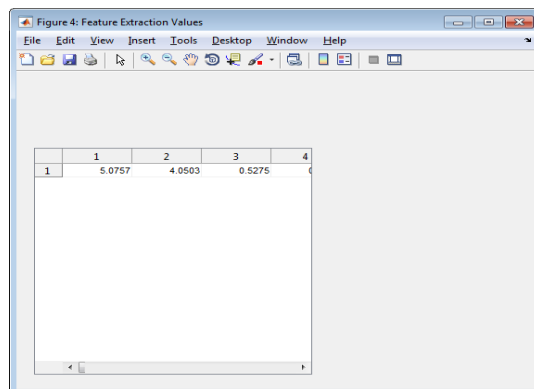 Figure 4: Feature Extraction Values
File Edit View Insert Tools Desktop Window Help
1 2 3 4
1 5.0757 4.0503 0.5275